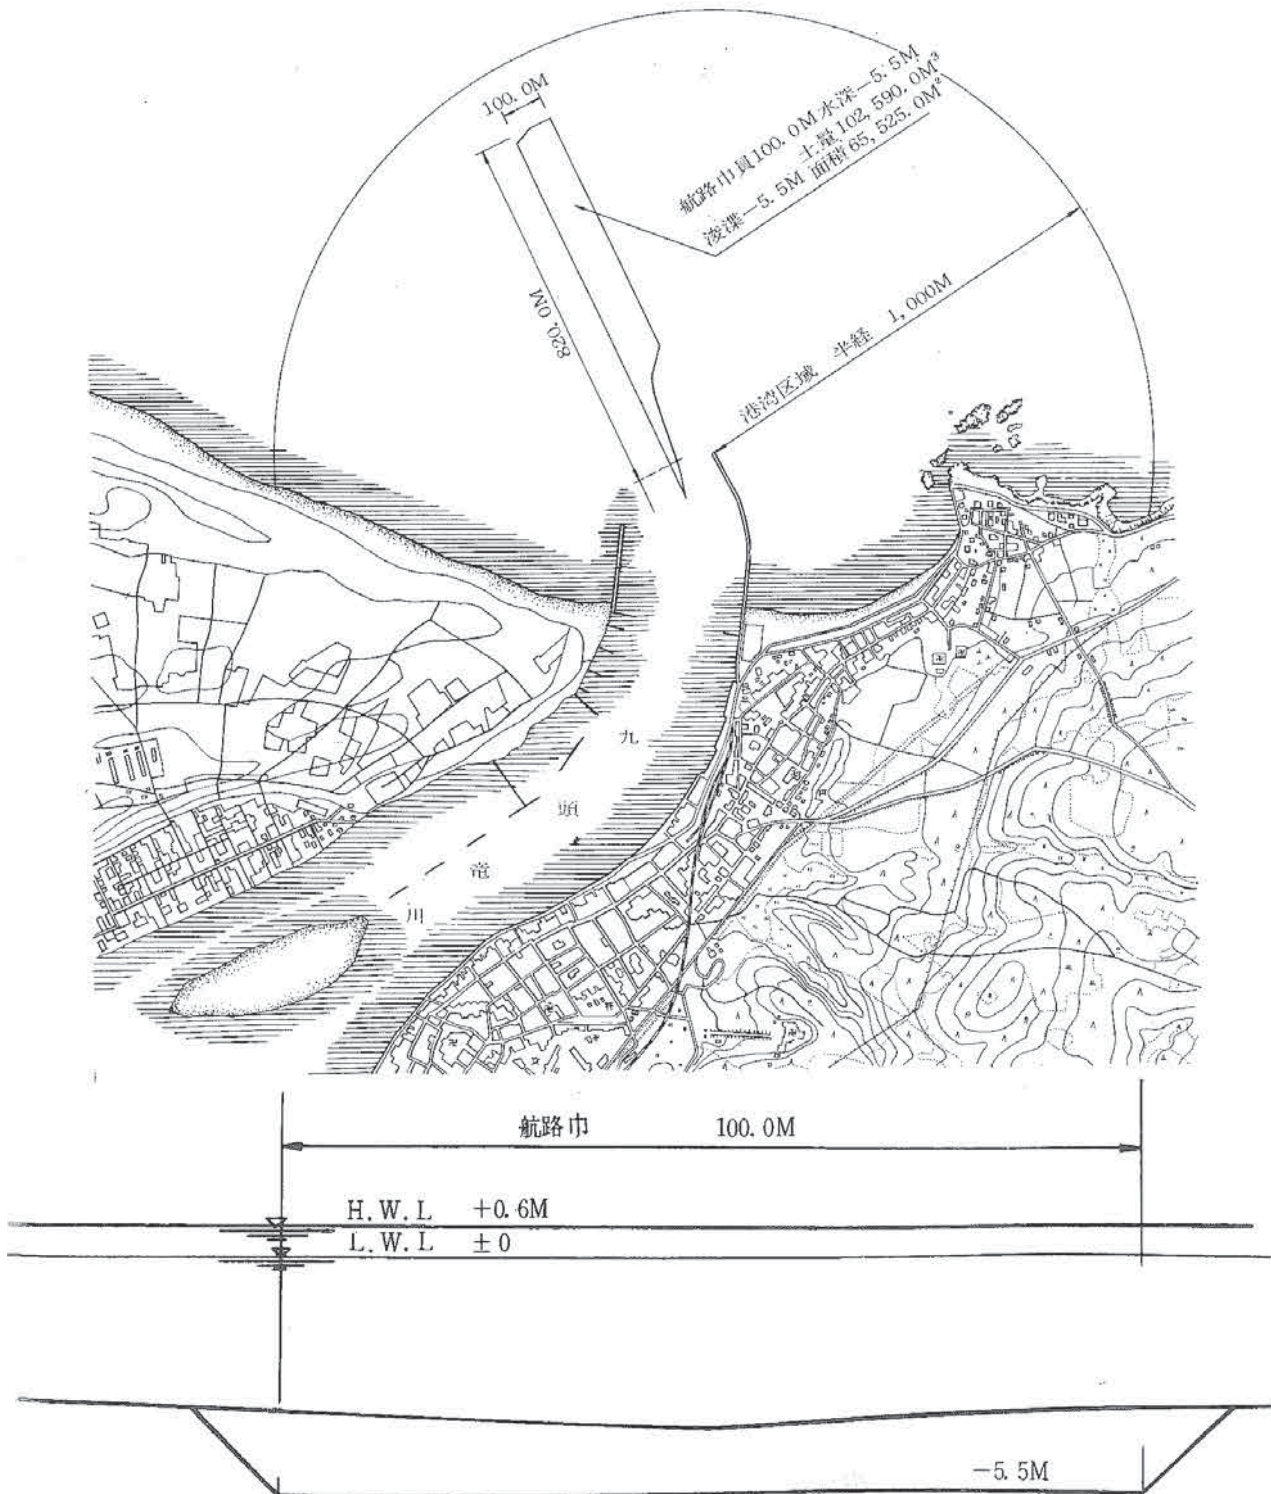 100.0M
航路巾員100.0M水深−5.5M
土量102,590.0M³
浚渫−5.5M 面積65,525.0M²
820.0M
港湾区域 半経 1,000M
九
頭
竜
川
航路巾 100.0M
H.W.L +0.6M
L.W.L ±0
−5.5M